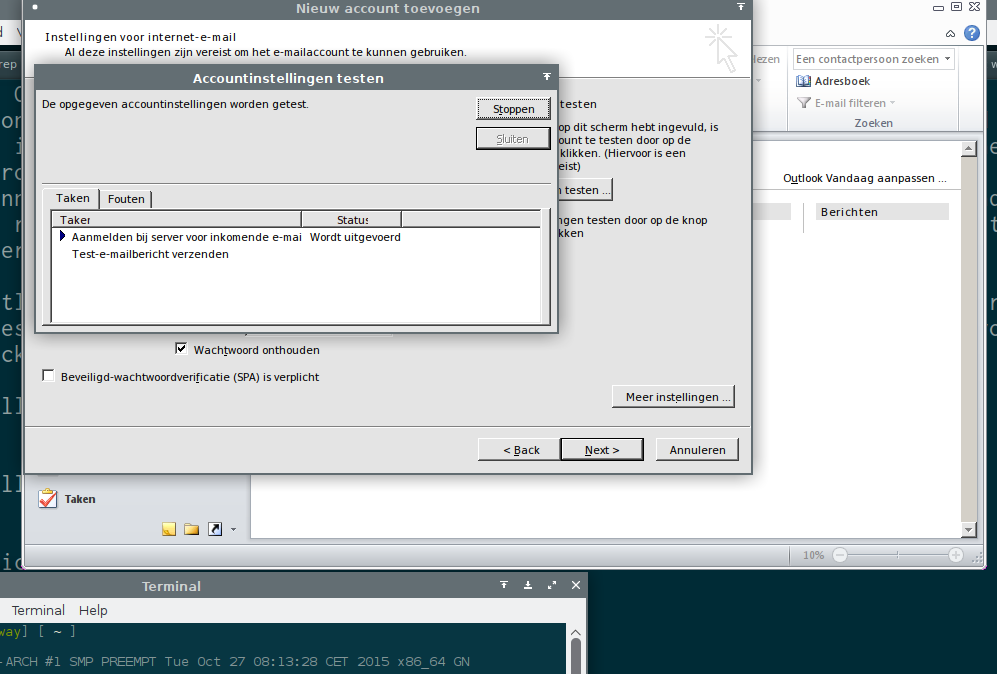 Nieuw account toevoegen
Instellingen voor internet-e-mail
Al deze instellingen zijn vereist om het e-mailaccount te kunnen gebruiken.
Accountinstellingen testen
De opgegeven accountinstellingen worden getest.
Stoppen
Sluiten
Taken
Fouten
Taken
Status
Aanmelden bij server voor inkomende e-mai
Wordt uitgevoerd
Test-e-mailbericht verzenden
testen
op dit scherm hebt ingevuld, is
ount te testen door op de
klikken. (Hiervoor is een
eist)
n testen ...
ngen testen door op de knop
kken
Wachtwoord onthouden
Beveiligd-wachtwoordverificatie (SPA) is verplicht
Meer instellingen ...
< Back
Next >
Annuleren
ezen
Een contactpersoon zoeken
Adresboek
E-mail filteren
Zoeken
Outlook Vandaag aanpassen ...
Berichten
Taken
10%
Terminal
Terminal Help
way] [ ~ ]
-ARCH #1 SMP PREEMPT Tue Oct 27 08:13:28 CET 2015 x86_64 GN